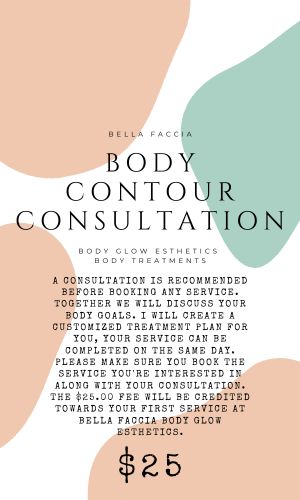 BELLA FACCIA
BODY
CONTOUR
CONSULTATION
BODY GLOW ESTHETICS
BODY TREATMENTS
A CONSULTATION IS RECOMMENDED
BEFORE BOOKING ANY SERVICE.
TOGETHER WE WILL DISCUSS YOUR
BODY GOALS. I WILL CREATE A
CUSTOMIZED TREATMENT PLAN FOR
YOU, YOUR SERVICE CAN BE
COMPLETED ON THE SAME DAY.
PLEASE MAKE SURE YOU BOOK THE
SERVICE YOU'RE INTERESTED IN
ALONG WITH YOUR CONSULTATION.
THE $25.00 FEE WILL BE CREDITED
TOWARDS YOUR FIRST SERVICE AT
BELLA FACCIA BODY GLOW
ESTHETICS.
$25